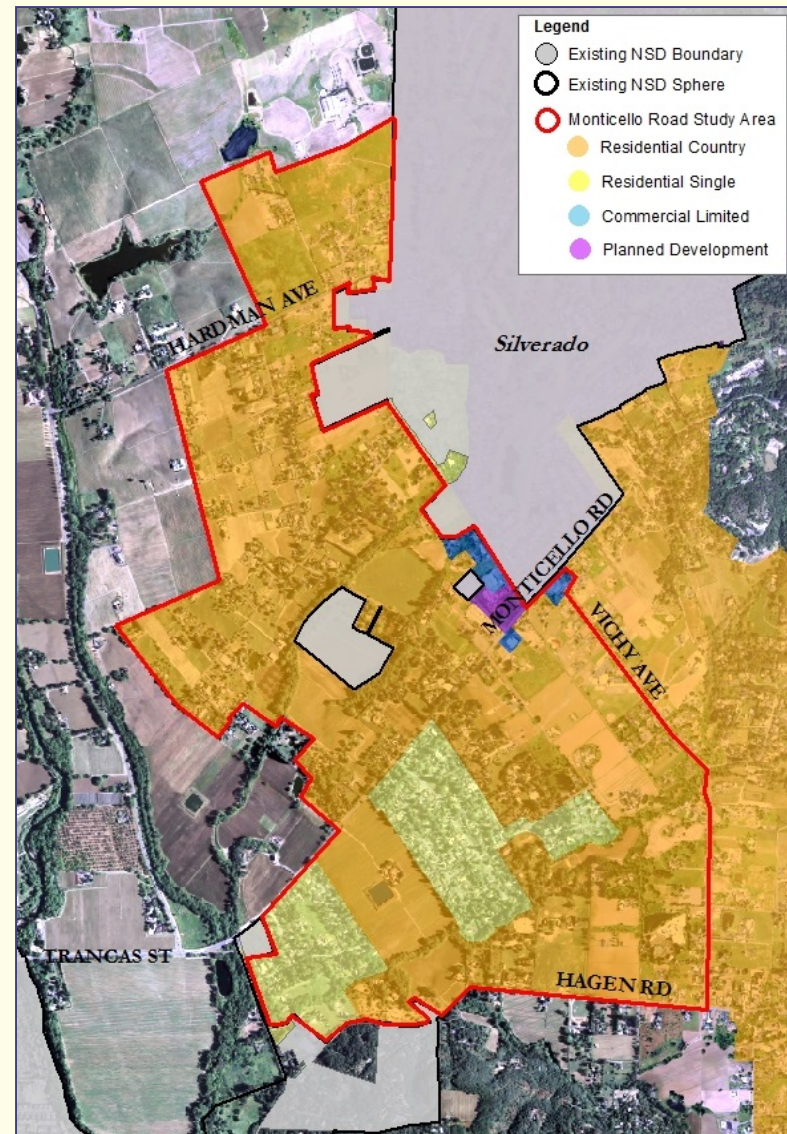 Legend
Existing NSD Boundary
Existing NSD Sphere
Monticello Road Study Area
Residential Country
Residential Single
Commercial Limited
Planned Development
HARDMAN AVE
Silverado
MONTICELLO RD
VICHY AVE
TRANCAS ST
HAGEN RD